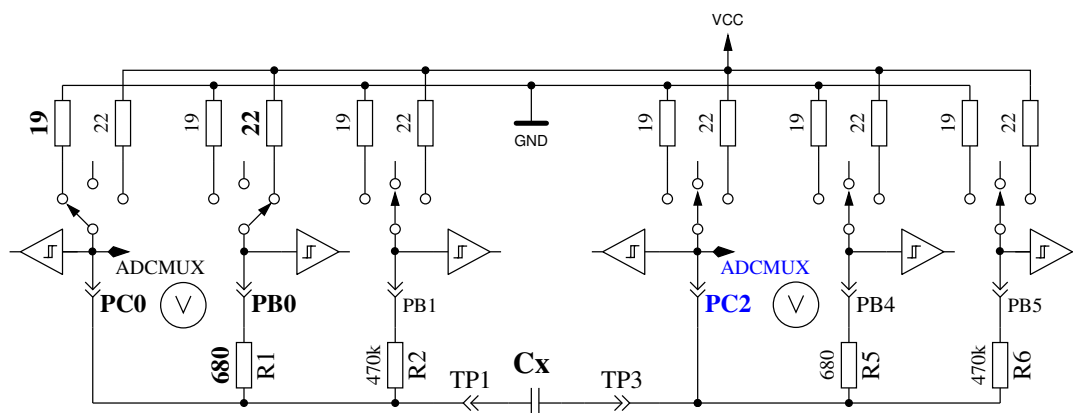 VCC
19
22
19
22
19
22
GND
19
22
19
22
19
22
ADCMUX
PC0
V
PB0
PB1
ADCMUX
PC2
V
PB4
PB5
680
R1
470k
R2
TP1
Cx
TP3
680
R5
470k
R6